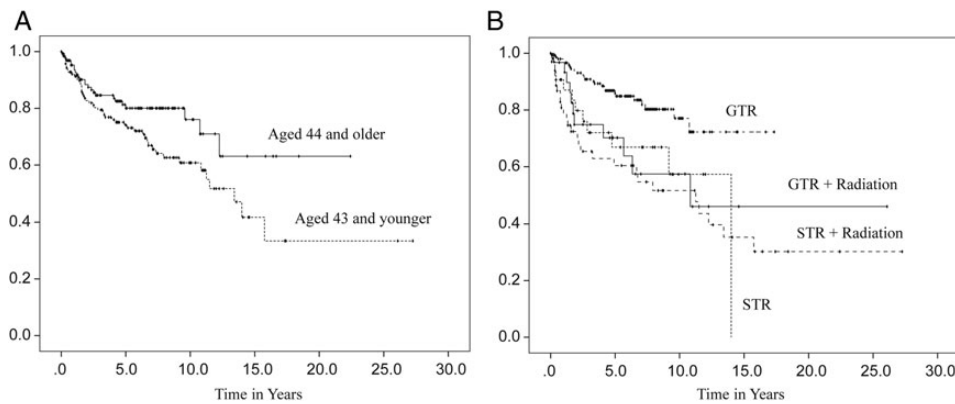 A
1.0
0.8
0.6
0.4
0.2
0.0
Aged 44 and older
Aged 43 and younger
.0 5.0 10.0 15.0 20.0 25.0 30.0
Time in Years
B
1.0
0.8
0.6
0.4
0.2
0.0
GTR
GTR + Radiation
STR + Radiation
STR
.0 5.0 10.0 15.0 20.0 25.0 30.0
Time in Years